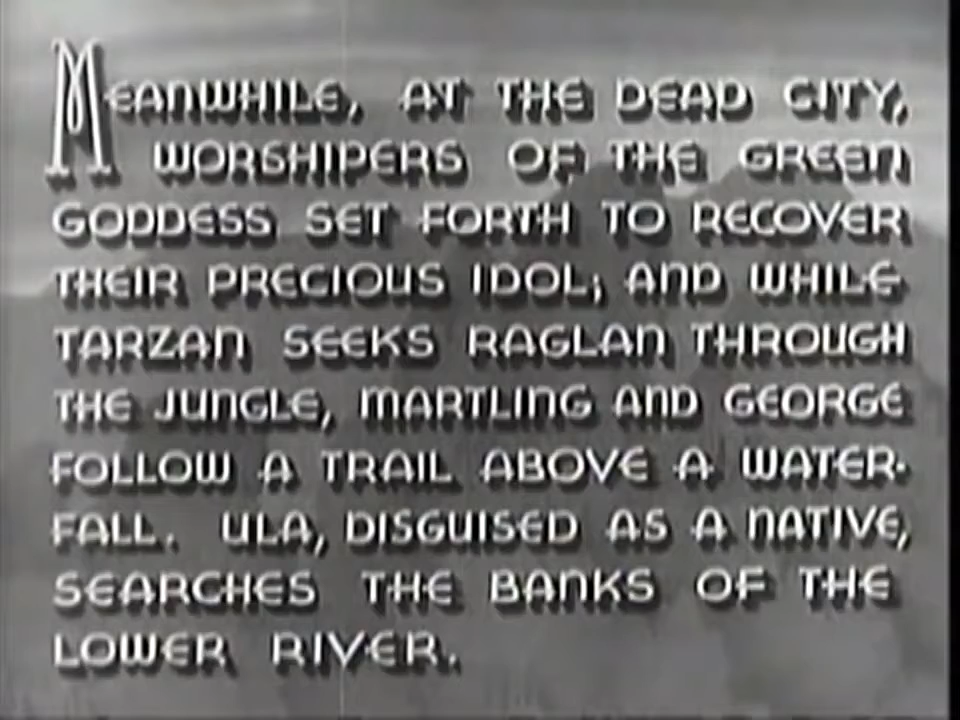 MEANWHILE, AT THE DEAD CITY,
WORSHIPERS OF THE GREEN
GODDESS SET FORTH TO RECOVER
THEIR PRECIOUS IDOL; AND WHILE
TARZAN SEEKS RAGLAN THROUGH
THE JUNGLE, MARTLING AND GEORGE
FOLLOW A TRAIL ABOVE A WATER-
FALL. ULA, DISGUISED AS A NATIVE,
SEARCHES THE BANKS OF THE
LOWER RIVER.